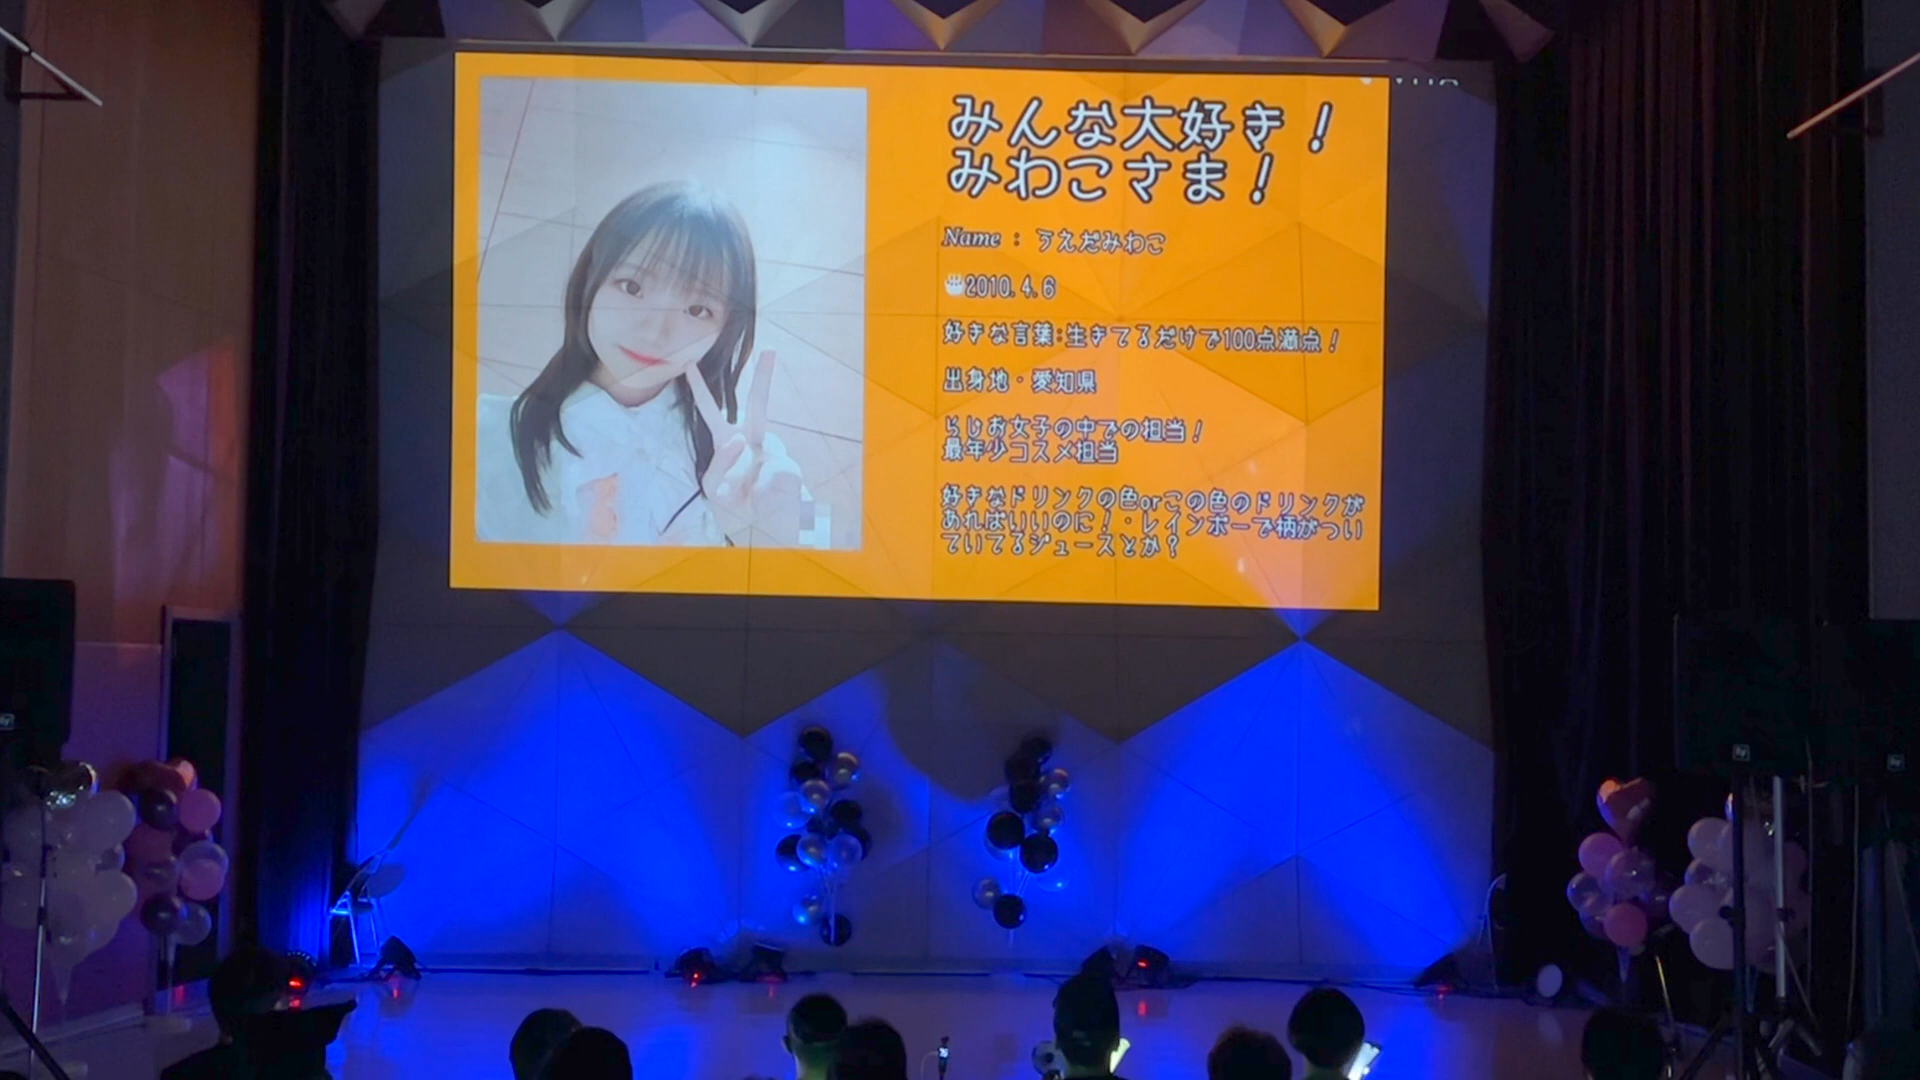 みんな大好き！
みわこさま！
Name : うえだみわこ
2010.4.6
好きな言葉:生きてるだけで100点満点！
出身地・愛知県
らじお女子の中での担当！
最年少コスメ担当
好きなドリンクの色orこの色のドリンクが
あればいいのに！・レインボーで柄がつい
ていてるジュースとか？